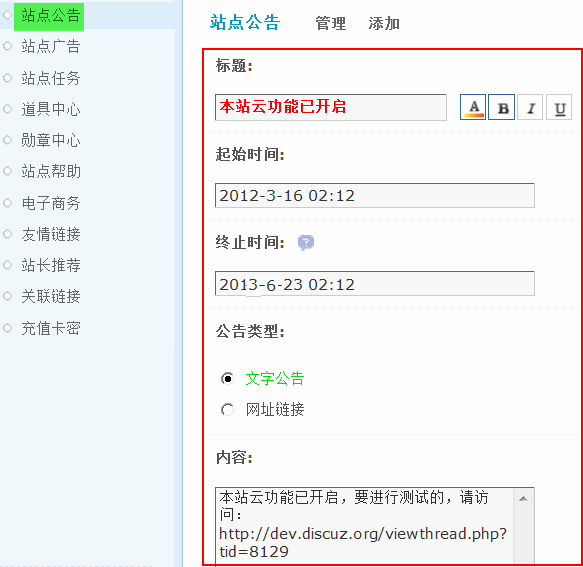 站点公告
站点广告
站点任务
道具中心
勋章中心
站点帮助
电子商务
友情链接
站长推荐
关联链接
充值卡密
站点公告 管理 添加
标题:
本站云功能已开启 A B I U
起始时间:
2012-3-16 02:12
终止时间: ?
2013-6-23 02:12
公告类型:
文字公告
网址链接
内容:
本站云功能已开启，要进行测试的，请访
问：
http://dev.discuz.org/viewthread.php?
tid=8129